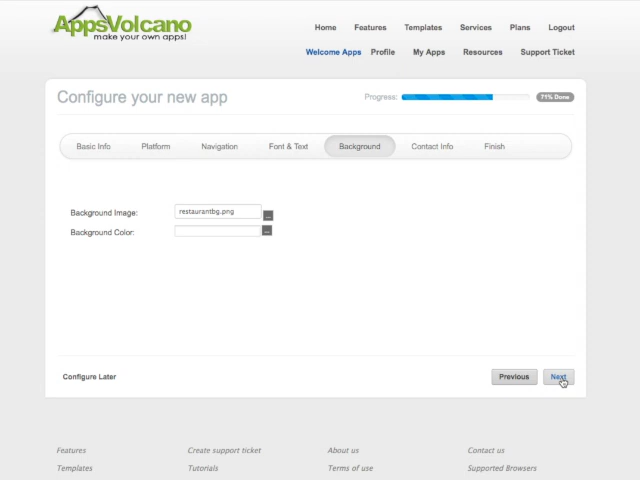 AppsVolcano
make your own apps!
Home Features Templates Services Plans Logout
Welcome Apps Profile My Apps Resources Support Ticket
Configure your new app
Progress: 71% Done
Basic Info Platform Navigation Font & Text Background Contact Info Finish
Background Image: restaurantbg.png ...
Background Color: ...
Configure Later Previous Next
Features Create support ticket About us Contact us
Templates Tutorials Terms of use Supported Browsers